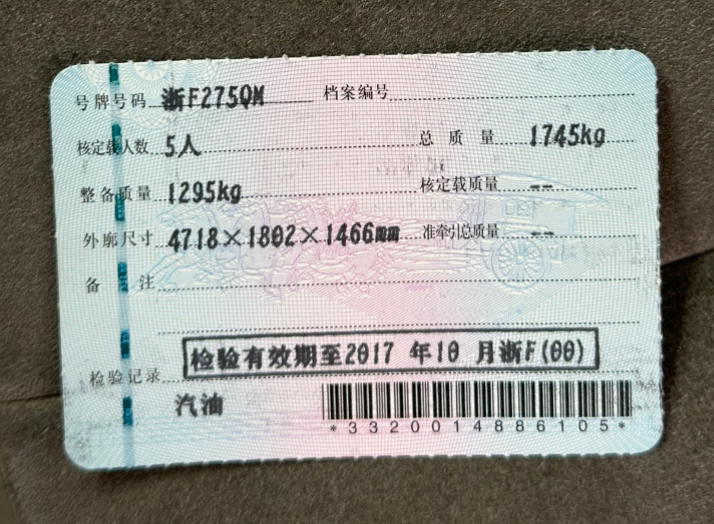 号牌号码 浙F275QM 档案编号
核定载人数 5人 总质量 1745kg
整备质量 1295kg 核定载质量 --
外廓尺寸 4718×1802×1466mm 准牵引总质量 --
备注
检验有效期至2017 年10 月浙F(00)
检验记录
汽油
*3320014886105*